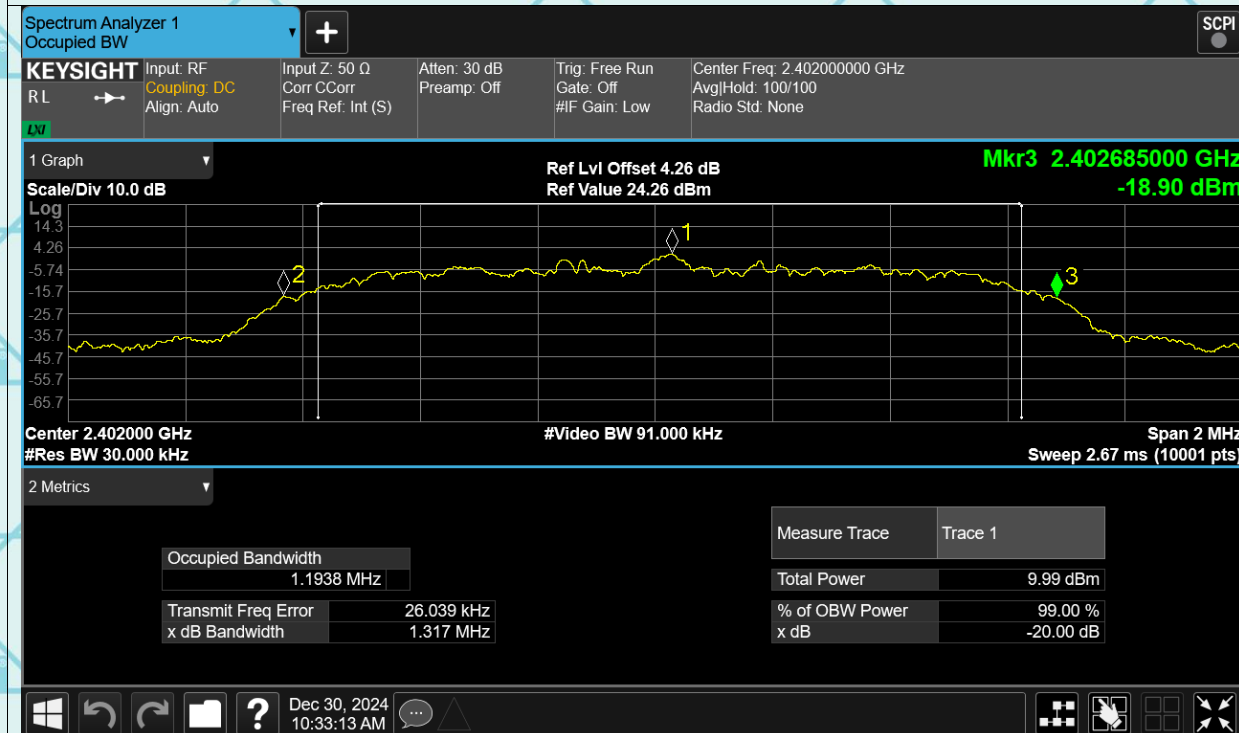 Spectrum Analyzer 1
Occupied BW
+
SCPI
KEYSIGHT
RL
LXI
Input: RF
Coupling: DC
Align: Auto
Input Z: 50 Ω
Corr CCorr
Freq Ref: Int (S)
Atten: 30 dB
Preamp: Off
Trig: Free Run
Gate: Off
#IF Gain: Low
Center Freq: 2.402000000 GHz
Avg|Hold: 100/100
Radio Std: None
1 Graph
Scale/Div 10.0 dB
Ref Lvl Offset 4.26 dB
Ref Value 24.26 dBm
Mkr3 2.402685000 GHz
-18.90 dBm
Log
14.3
4.26
-5.74
-15.7
-25.7
-35.7
-45.7
-55.7
-65.7
1
2
3
Center 2.402000 GHz
#Res BW 30.000 kHz
#Video BW 91.000 kHz
Span 2 MHz
Sweep 2.67 ms (10001 pts)
2 Metrics
Occupied Bandwidth
1.1938 MHz
Transmit Freq Error 26.039 kHz
x dB Bandwidth 1.317 MHz
Measure Trace Trace 1
Total Power 9.99 dBm
% of OBW Power 99.00 %
x dB -20.00 dB
?
Dec 30, 2024
10:33:13 AM